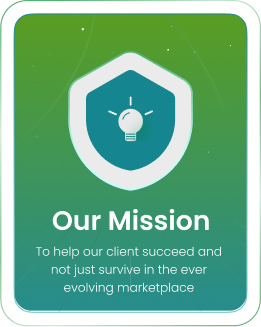 Our Mission
To help our client succeed and
not just survive in the ever
evolving marketplace